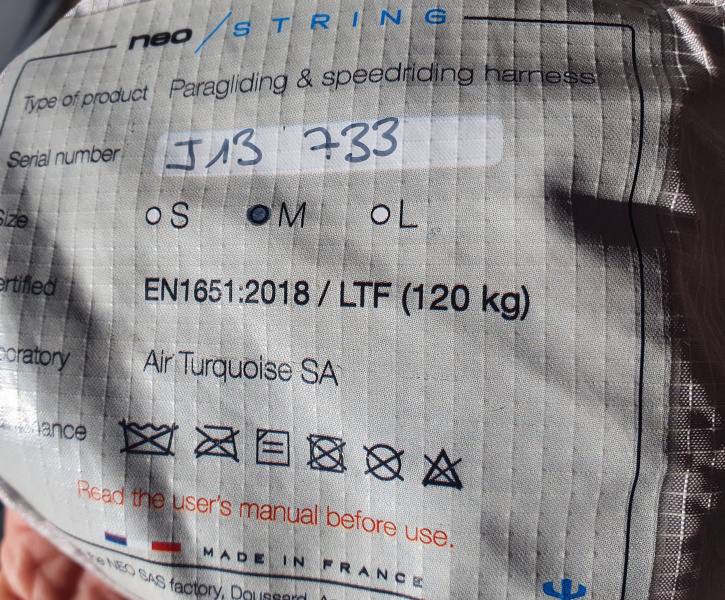 neo / STRING
Type of product Paragliding & speedriding harness
Serial number J13 733
Size S M L
ertified EN1651:2018 / LTF (120 kg)
oratory Air Turquoise SA
nance
Read the user's manual before use.
MADE IN FRANCE
the NEO SAS factory, Doussard,